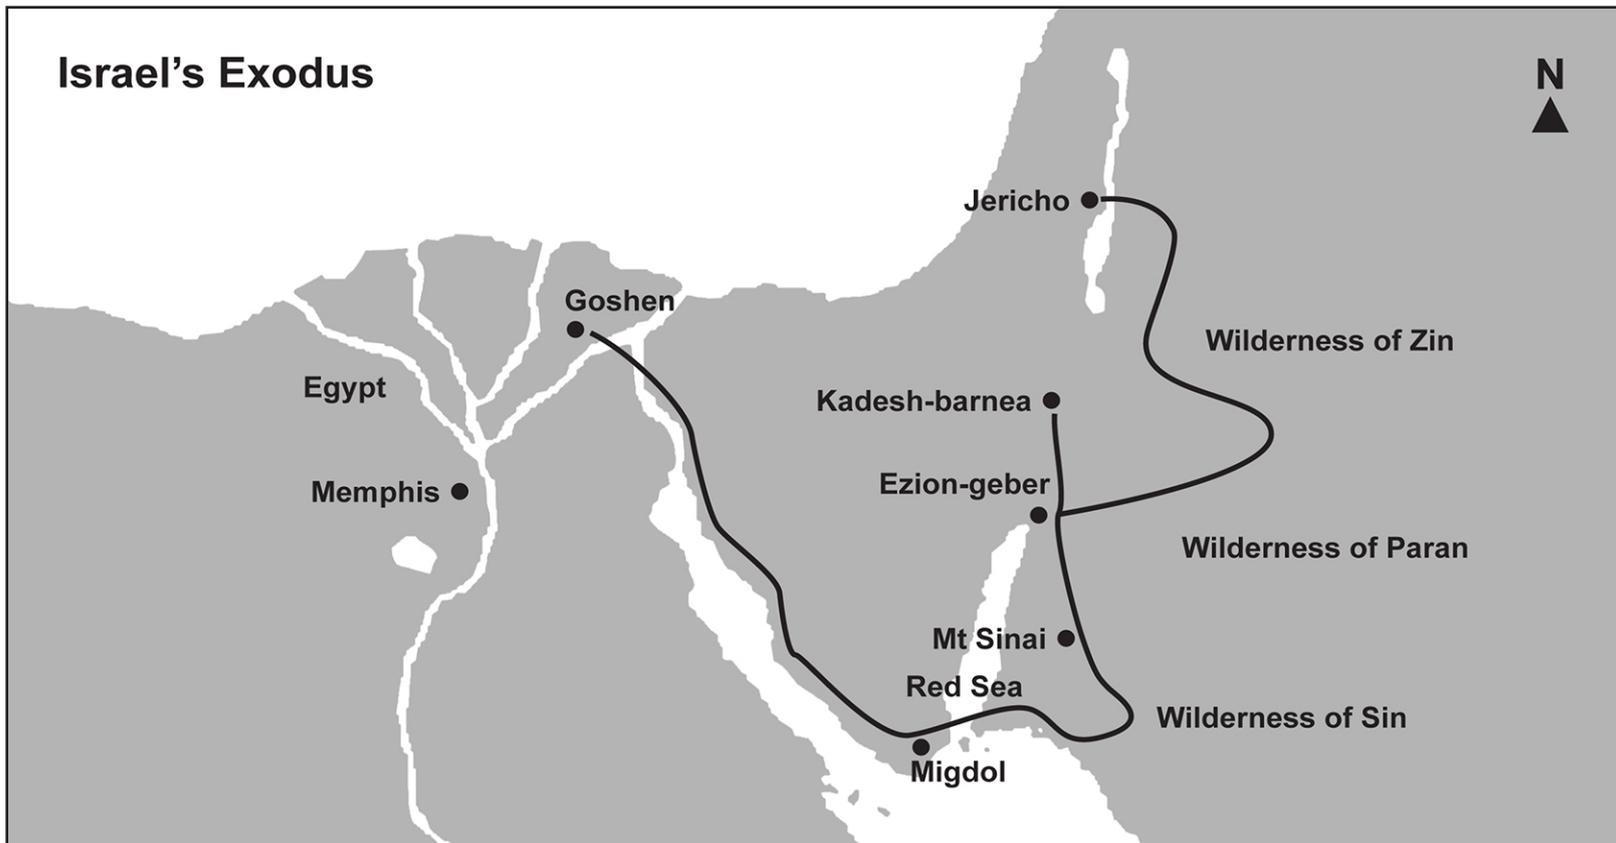 Israel’s Exodus
N
Jericho
Goshen
Wilderness of Zin
Egypt
Kadesh-barnea
Ezion-geber
Memphis
Wilderness of Paran
Mt Sinai
Red Sea
Wilderness of Sin
Migdol